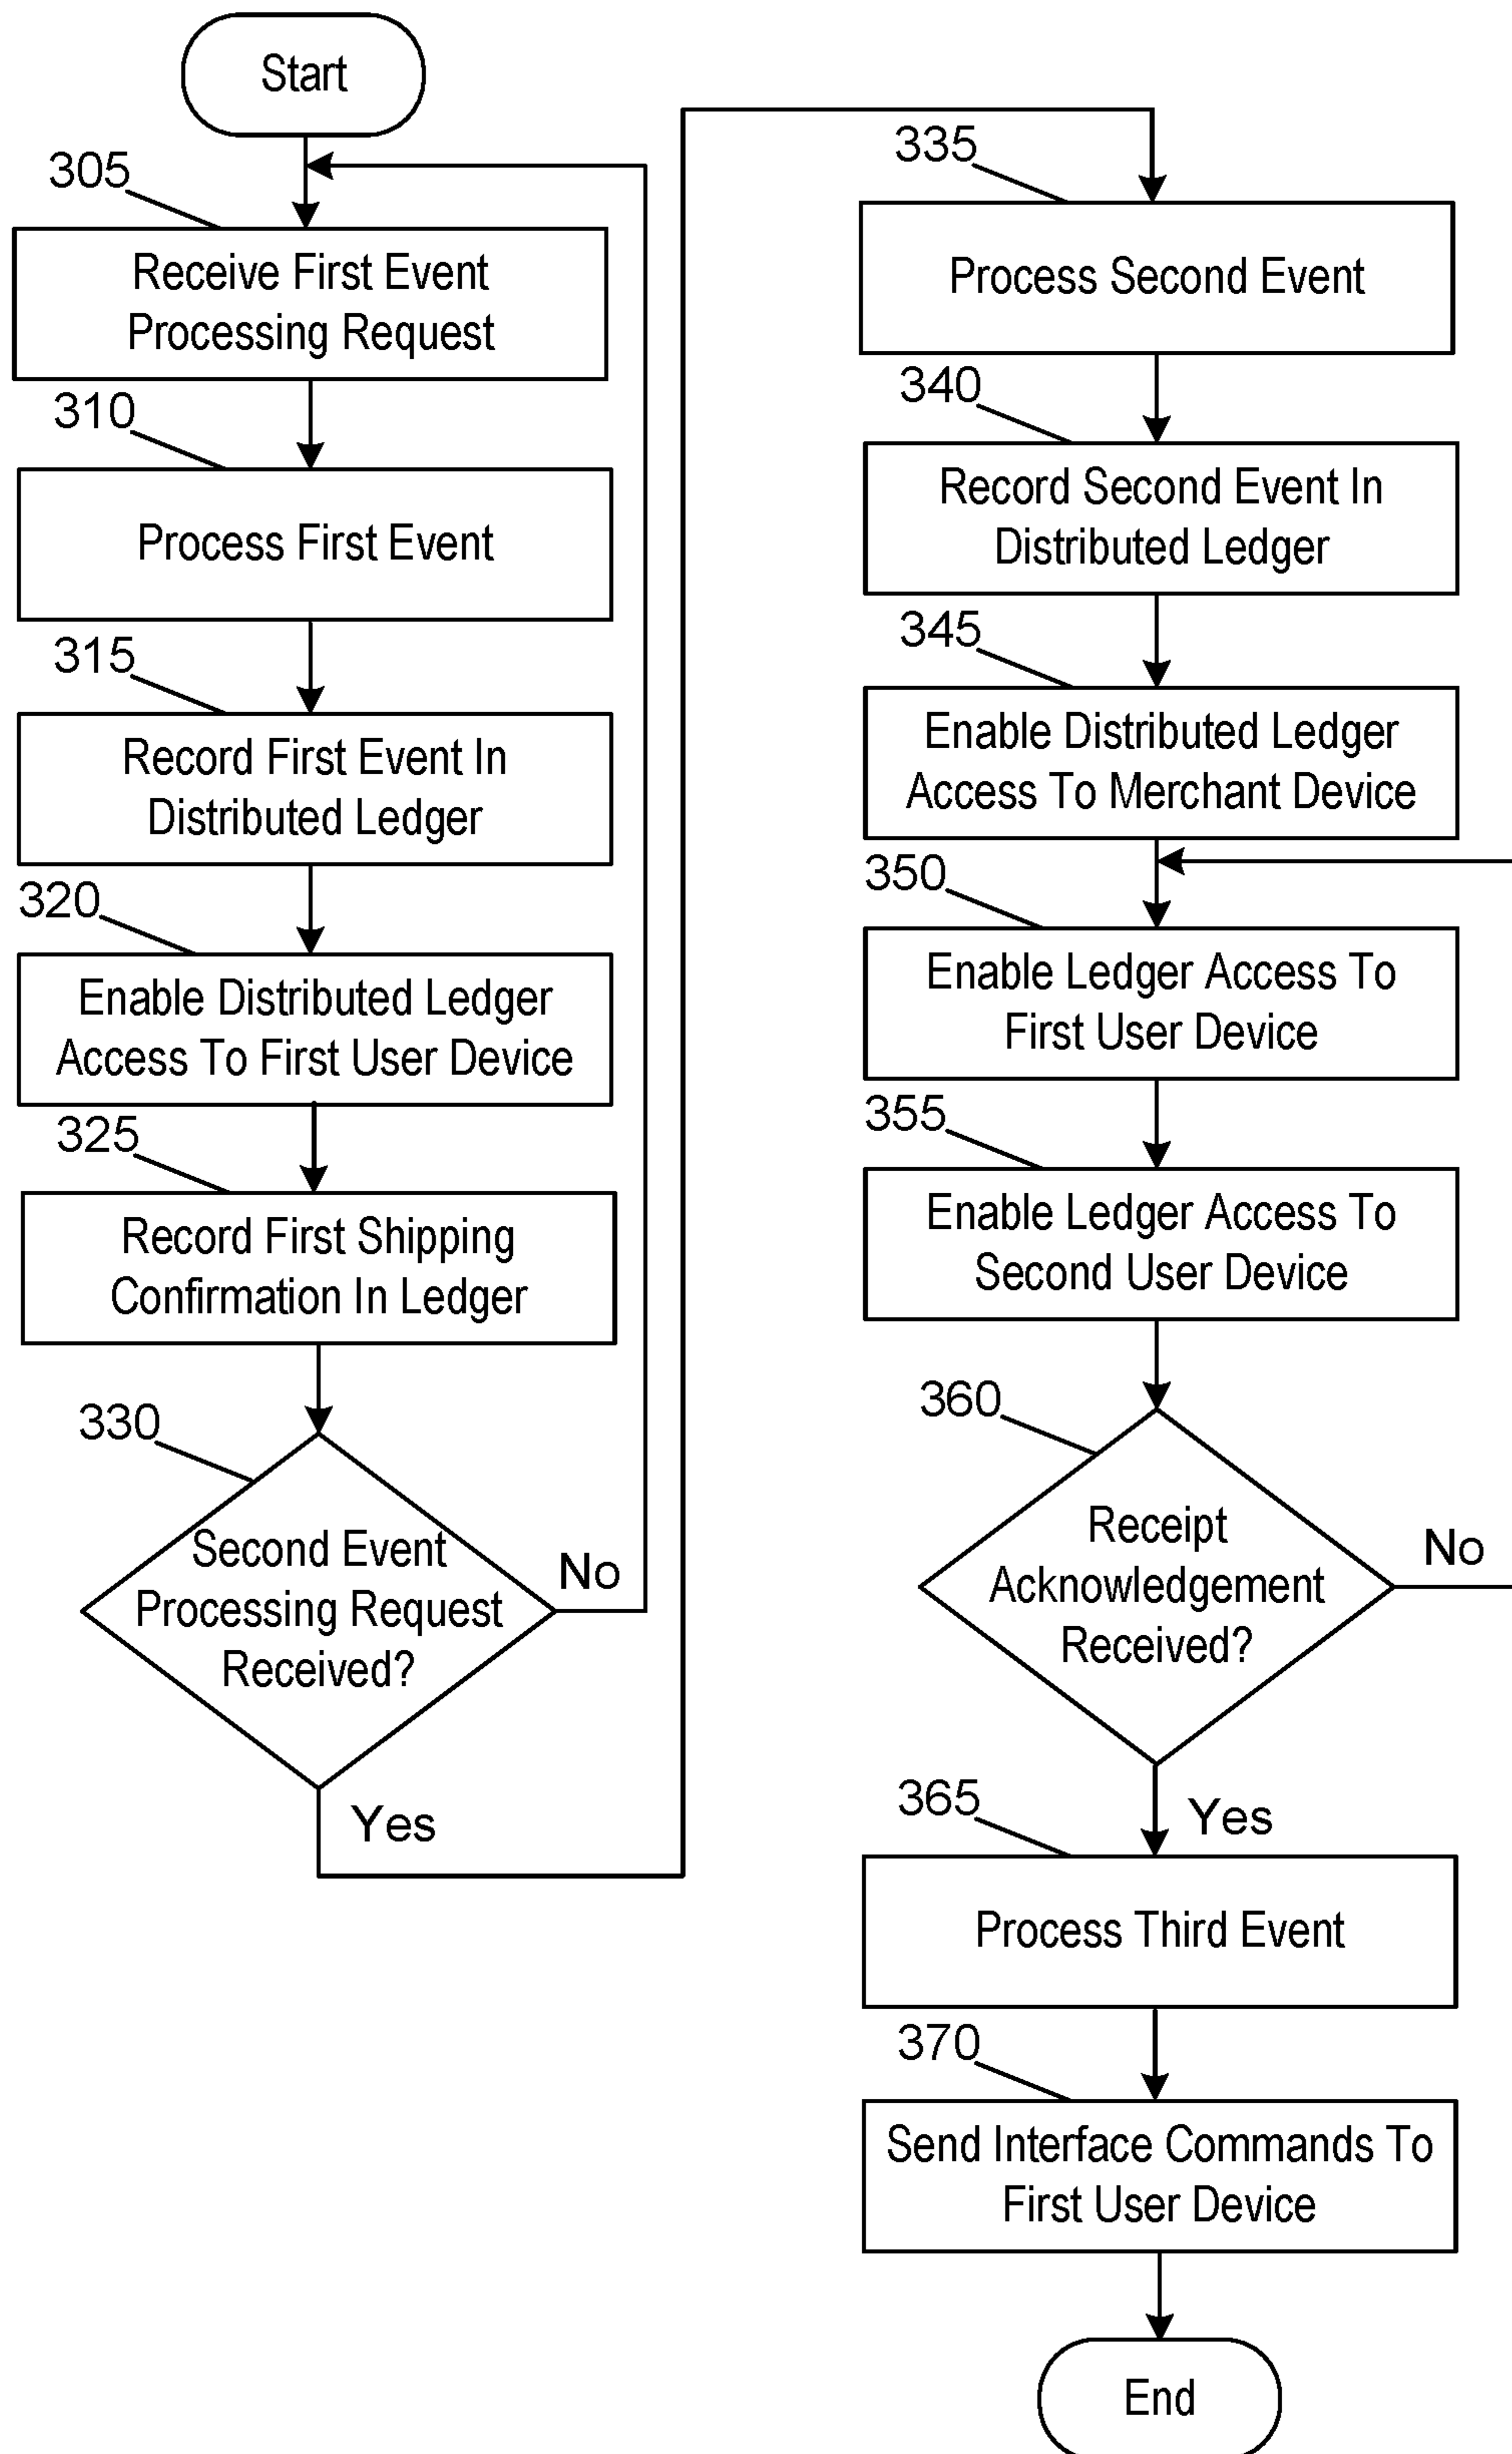 Start
305
Receive First Event
Processing Request
310
Process First Event
315
Record First Event In
Distributed Ledger
320
Enable Distributed Ledger
Access To First User Device
325
Record First Shipping
Confirmation In Ledger
330
Second Event
Processing Request
Received?
No
Yes
335
Process Second Event
340
Record Second Event In
Distributed Ledger
345
Enable Distributed Ledger
Access To Merchant Device
350
Enable Ledger Access To
First User Device
355
Enable Ledger Access To
Second User Device
360
Receipt
Acknowledgement
Received?
No
Yes
365
Process Third Event
370
Send Interface Commands To
First User Device
End